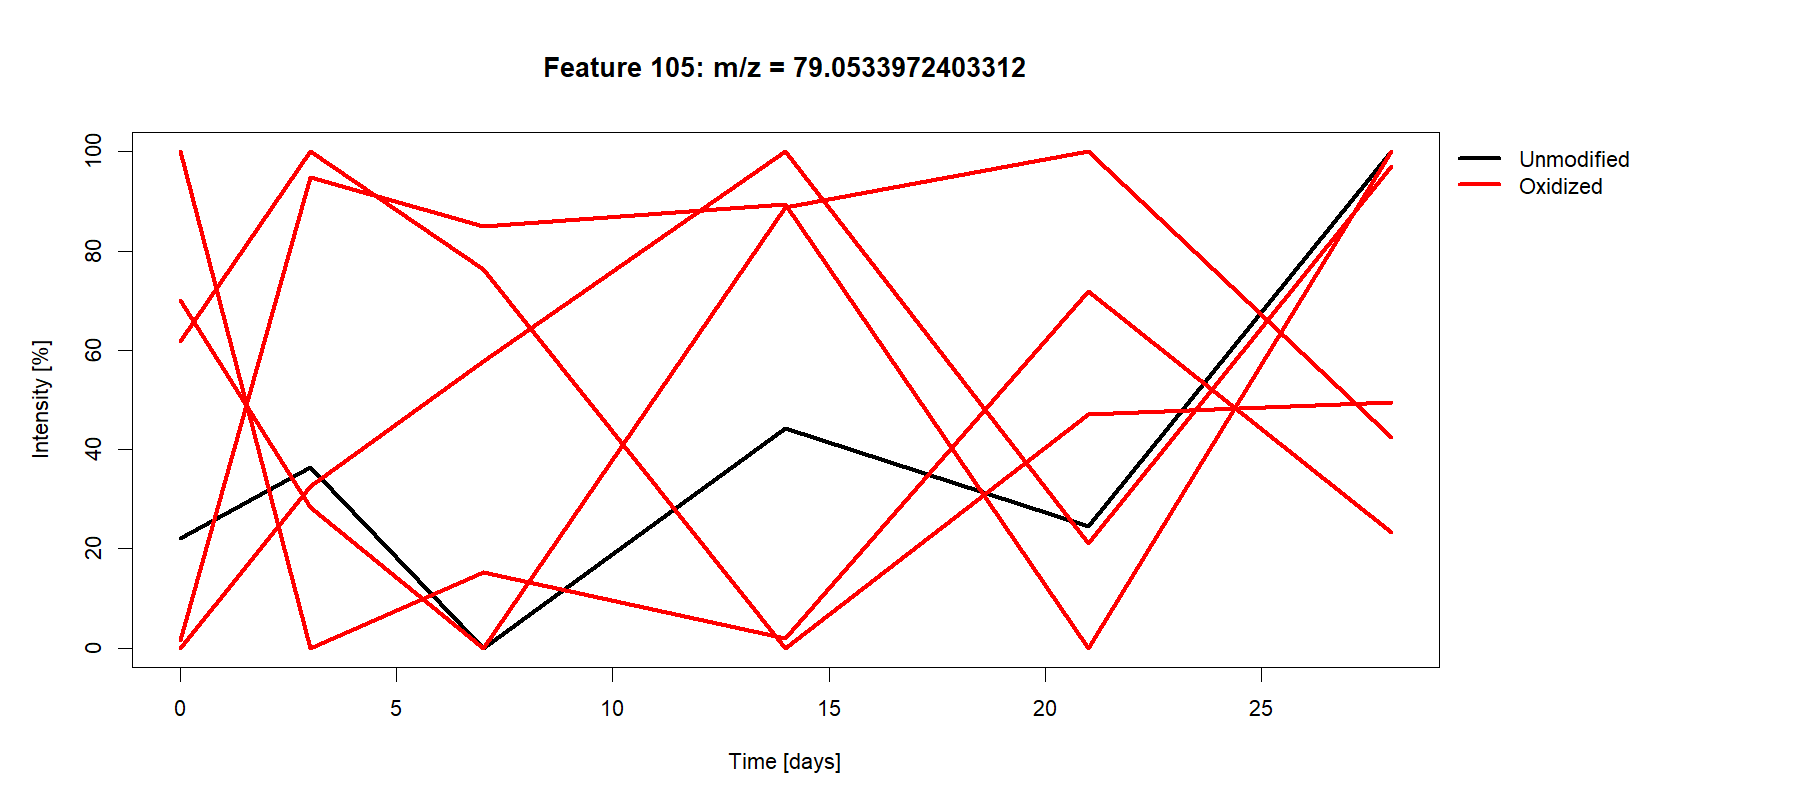 Feature 105: m/z = 79.0533972403312
Unmodified
Oxidized
100
80
60
40
20
0
Intensity [%]
0 5 10 15 20 25
Time [days]